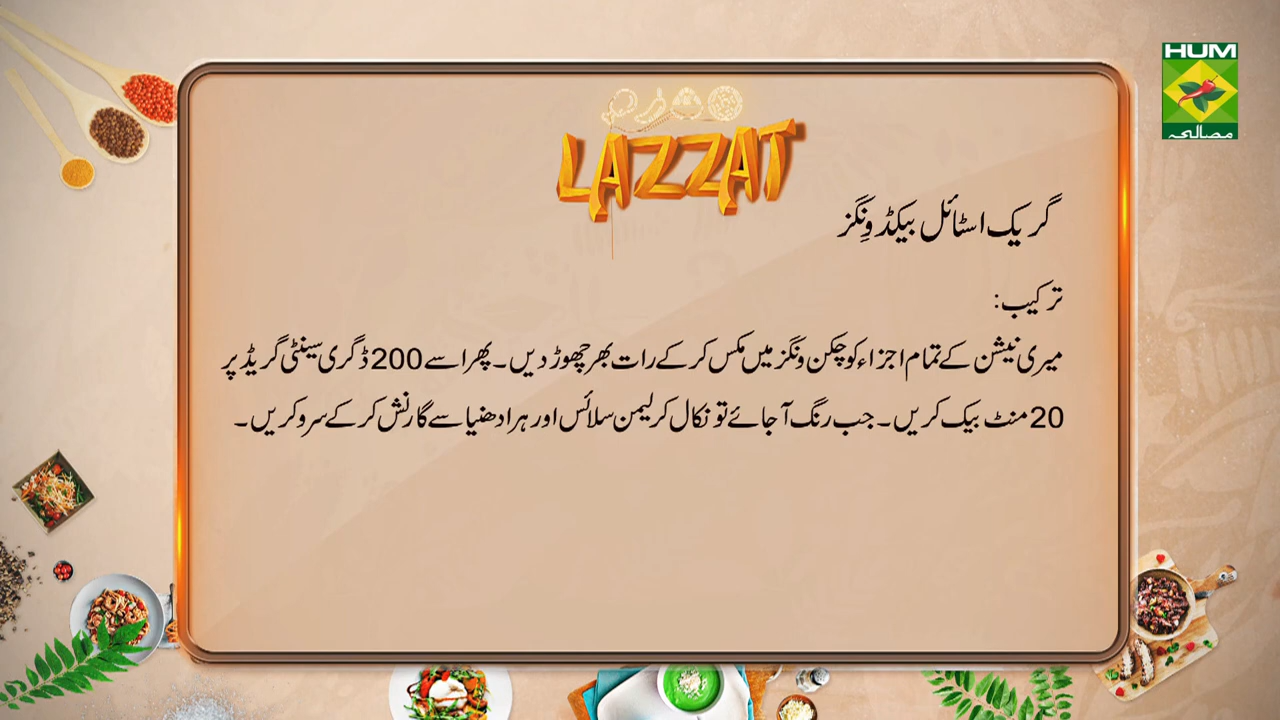 HUM
مصالحہ
LAZZAT
گریک اسٹائل بیکڈ وِنگز
ترکیب:
میری نیشن کے تمام اجزاء کو چکن ونگز میں مکس کر کے رات بھر چھوڑ دیں۔ پھر اسے 200 ڈگری سینٹی گریڈ پر
20 منٹ بیک کریں۔ جب رنگ آ جائے تو نکال کر لیمن سلائس اور ہرا دھنیا سے گارنش کر کے سرو کریں۔